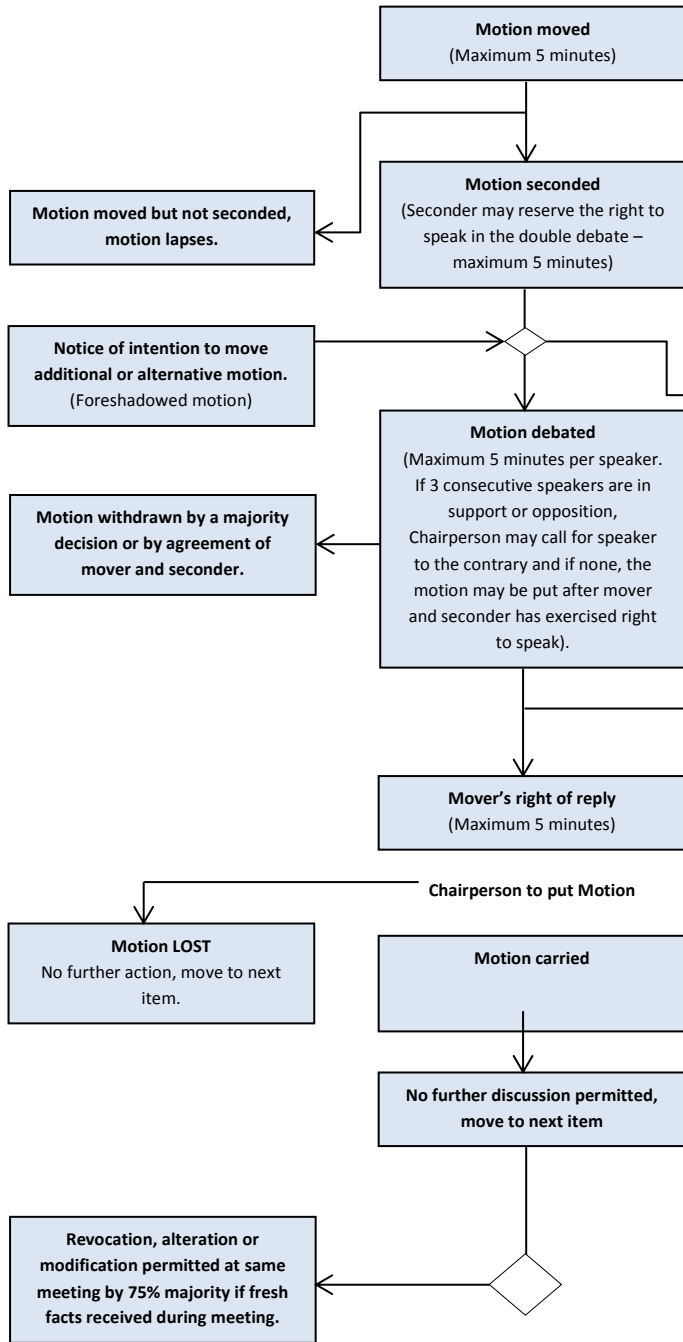 Motion moved
(Maximum 5 minutes)
Motion seconded
(Seconder may reserve the right to
speak in the double debate –
maximum 5 minutes)
Motion moved but not seconded,
motion lapses.
Notice of intention to move
additional or alternative motion.
(Foreshadowed motion)
Motion debated
(Maximum 5 minutes per speaker.
If 3 consecutive speakers are in
support or opposition,
Chairperson may call for speaker
to the contrary and if none, the
motion may be put after mover
and seconder has exercised right
to speak).
Motion withdrawn by a majority
decision or by agreement of
mover and seconder.
Mover’s right of reply
(Maximum 5 minutes)
Chairperson to put Motion
Motion LOST
No further action, move to next
item.
Motion carried
No further discussion permitted,
move to next item
Revocation, alteration or
modification permitted at same
meeting by 75% majority if fresh
facts received during meeting.